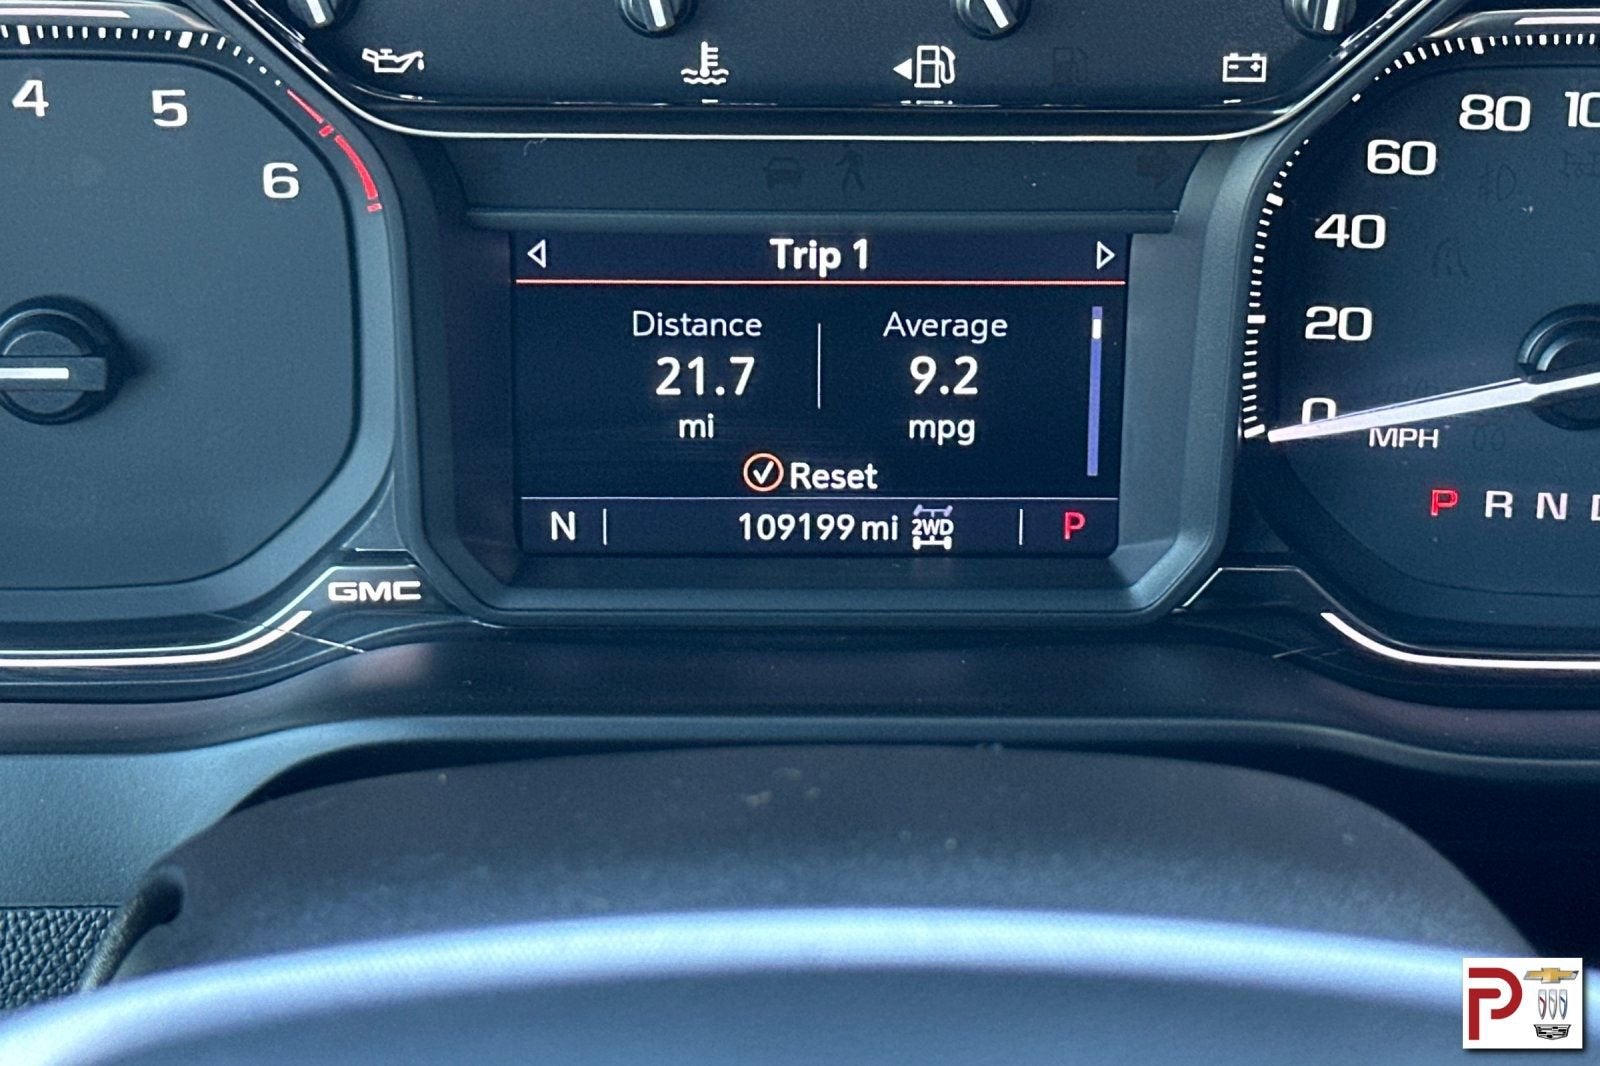 4
5
6
Trip 1
Distance
Average
21.7
9.2
mi
mpg
Reset
N
109199 mi
2WD
P
GMC
0
20
40
60
80
MPH
P R N
P